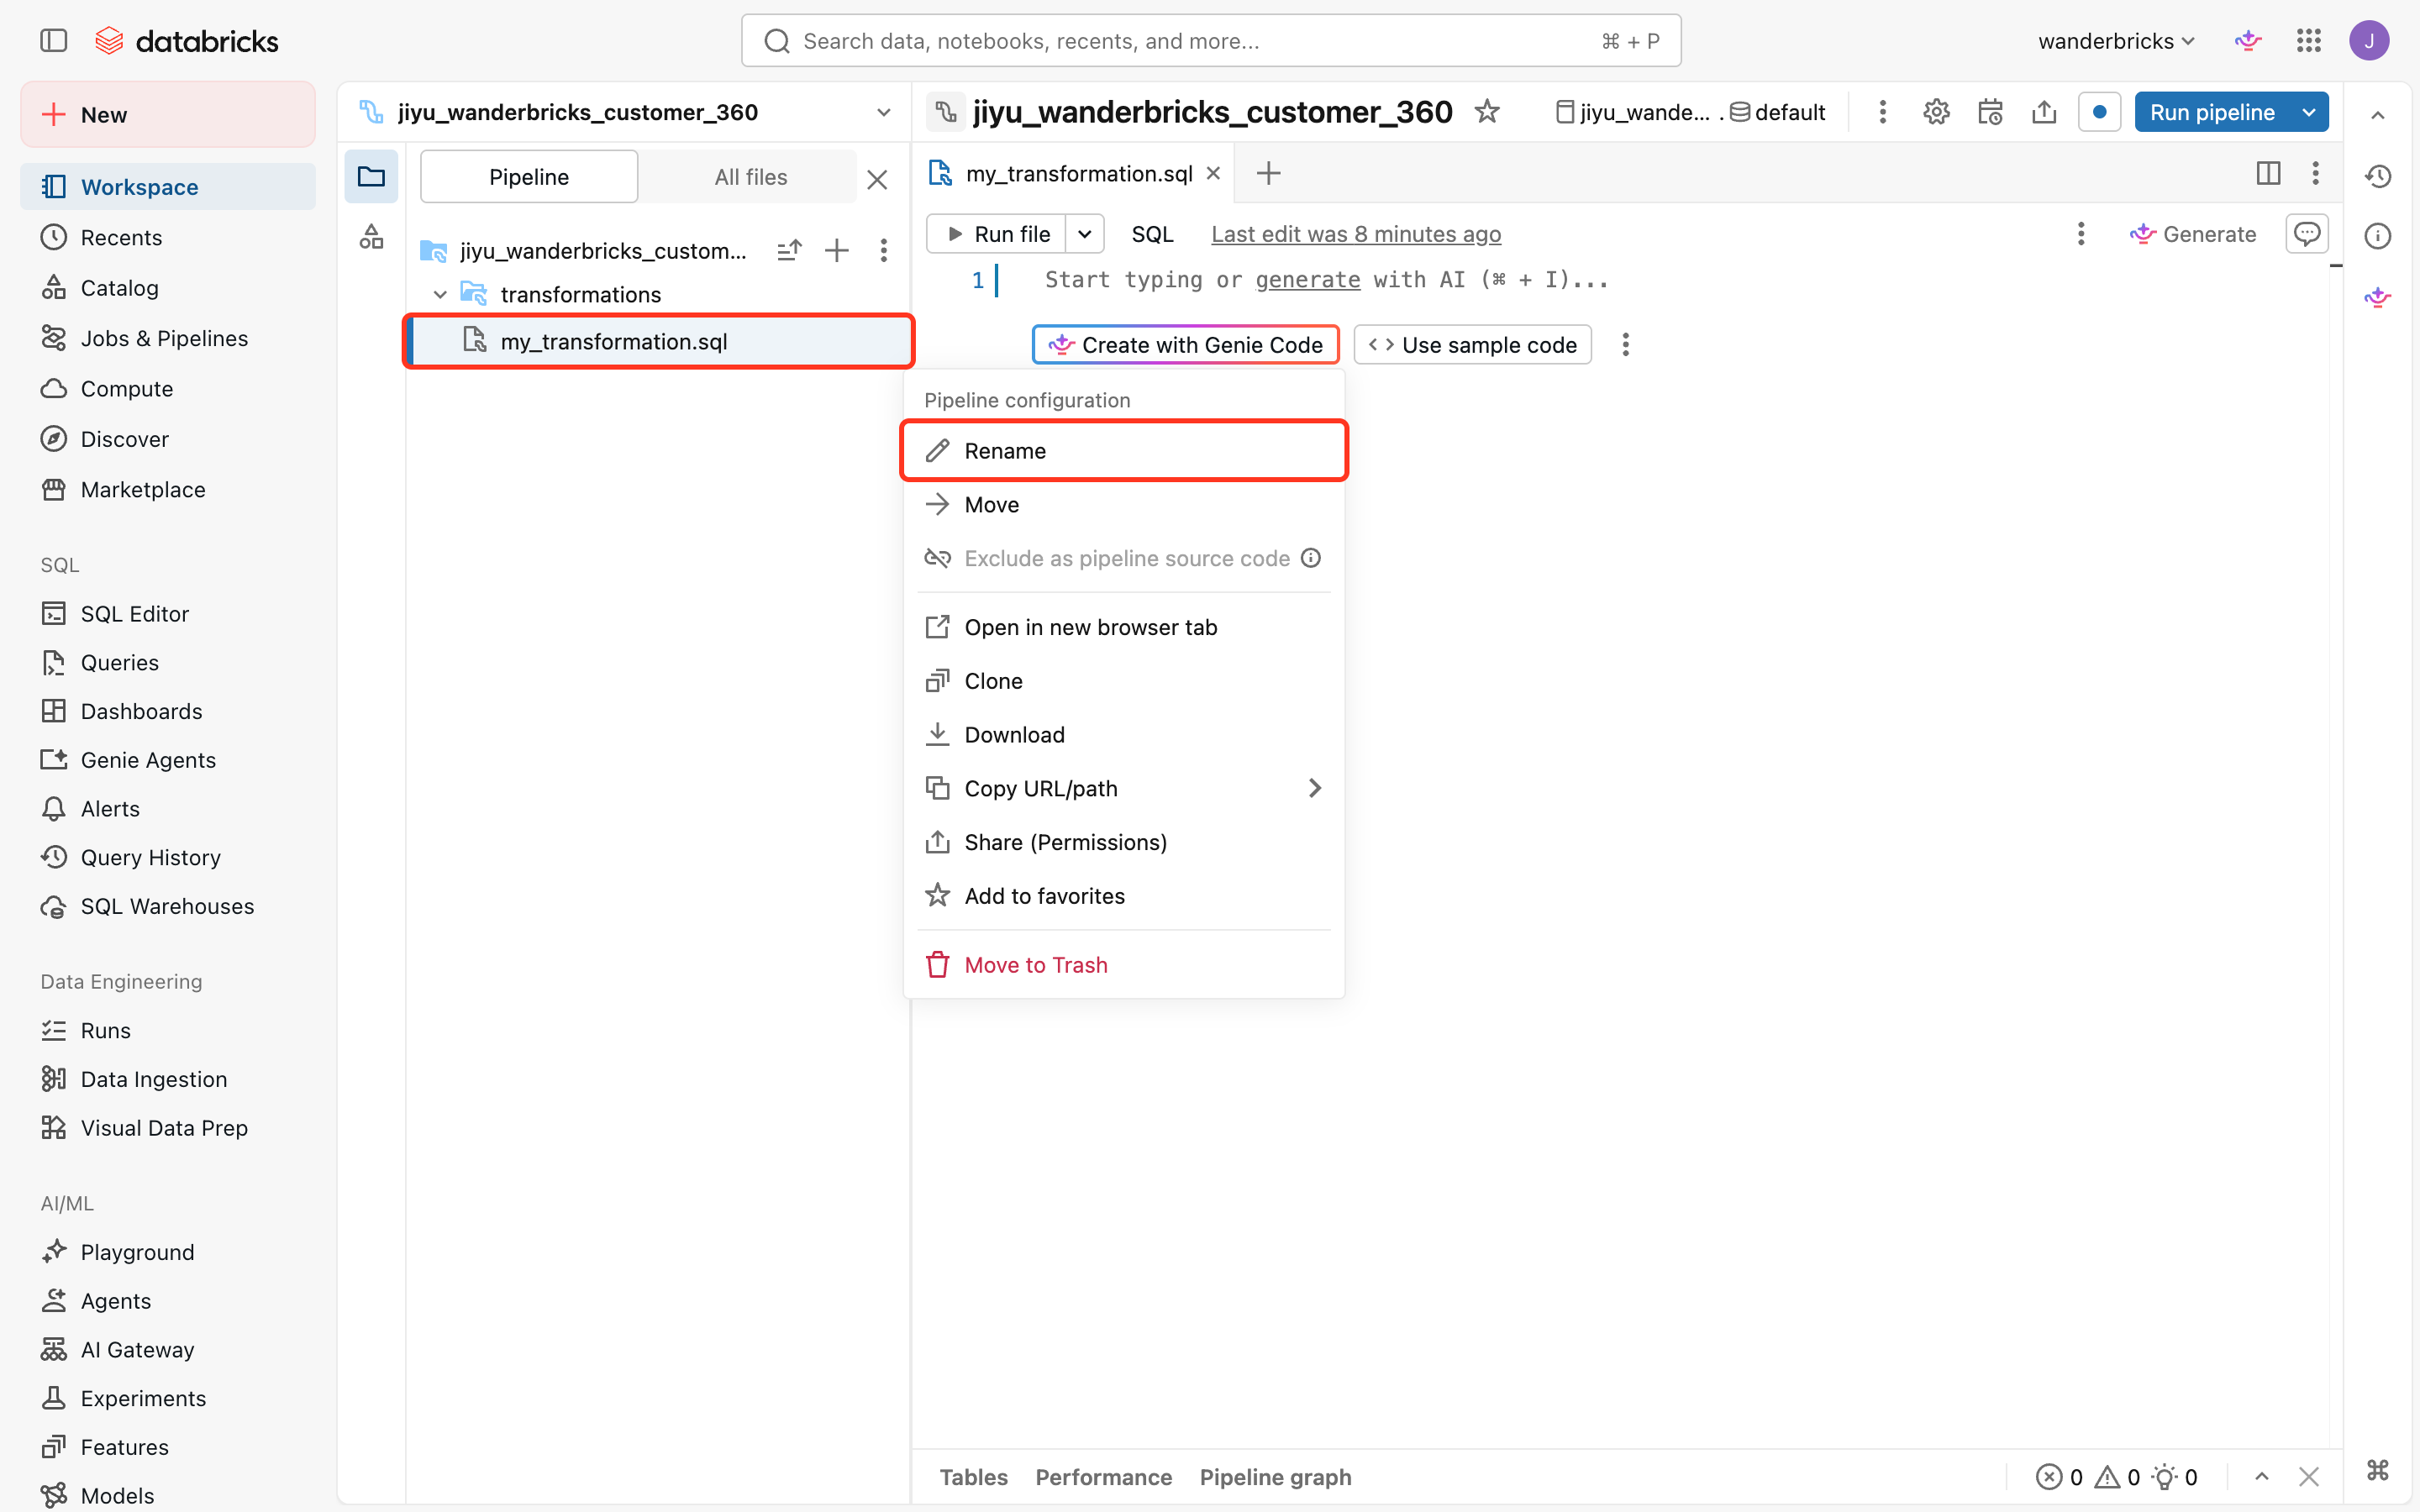 databricks
Search data, notebooks, recents, and more...
⌘ + P
wanderbricks
J
New
Workspace
Recents
Catalog
Jobs & Pipelines
Compute
Discover
Marketplace
SQL
SQL Editor
Queries
Dashboards
Genie Agents
Alerts
Query History
SQL Warehouses
Data Engineering
Runs
Data Ingestion
Visual Data Prep
AI/ML
Playground
Agents
AI Gateway
Experiments
Features
Models
jiyu_wanderbricks_customer_360
Pipeline
All files
jiyu_wanderbricks_custom...
transformations
my_transformation.sql
jiyu_wanderbricks_customer_360
jiyu_wande... . default
Run pipeline
my_transformation.sql
Run file
SQL
Last edit was 8 minutes ago
Generate
1
Start typing or generate with AI (⌘ + I)...
Create with Genie Code
Use sample code
Pipeline configuration
Rename
Move
Exclude as pipeline source code
Open in new browser tab
Clone
Download
Copy URL/path
Share (Permissions)
Add to favorites
Move to Trash
Tables
Performance
Pipeline graph
0
0
0